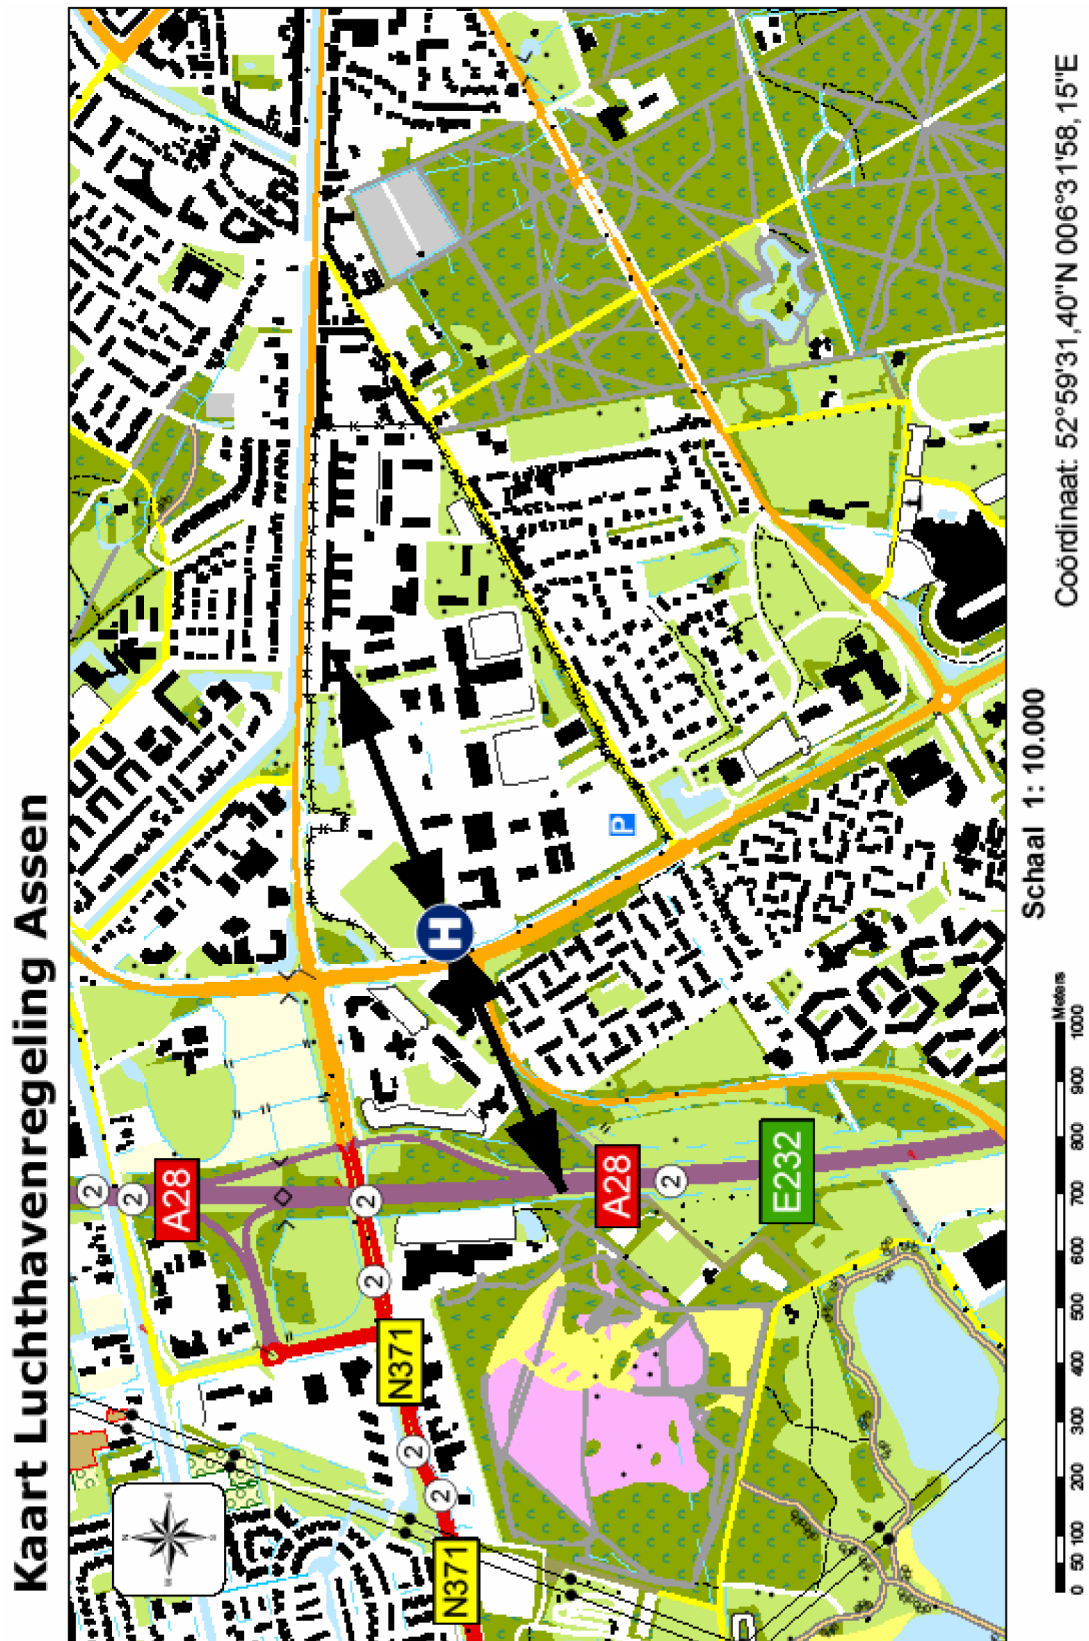 Kaart Luchthavenregeling Assen
2
2
A28
2
2
N371
2
2
N371
H
P
A28
2
E232
0 50 100 200 300 400 500 600 700 800 900 1000
Meters
Schaal 1: 10.000
Coördinaat: 52°59'31,40"N 006°31'58,15"E